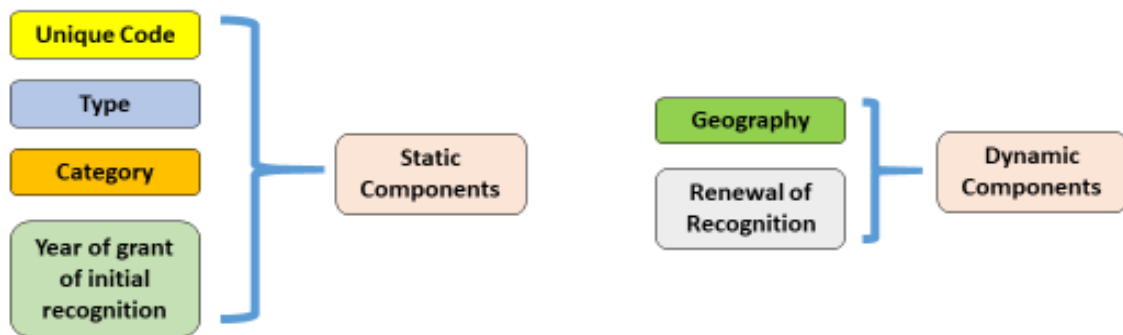 Unique Code
Type
Category
Year of grant
of initial
recognition
Static
Components
Geography
Renewal of
Recognition
Dynamic
Components